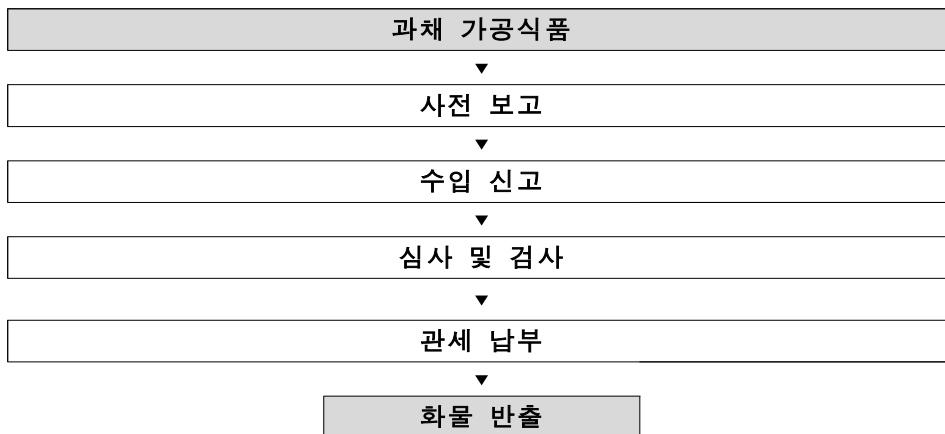 과채 가공식품
사전 보고
수입 신고
심사 및 검사
관세 납부
화물 반출